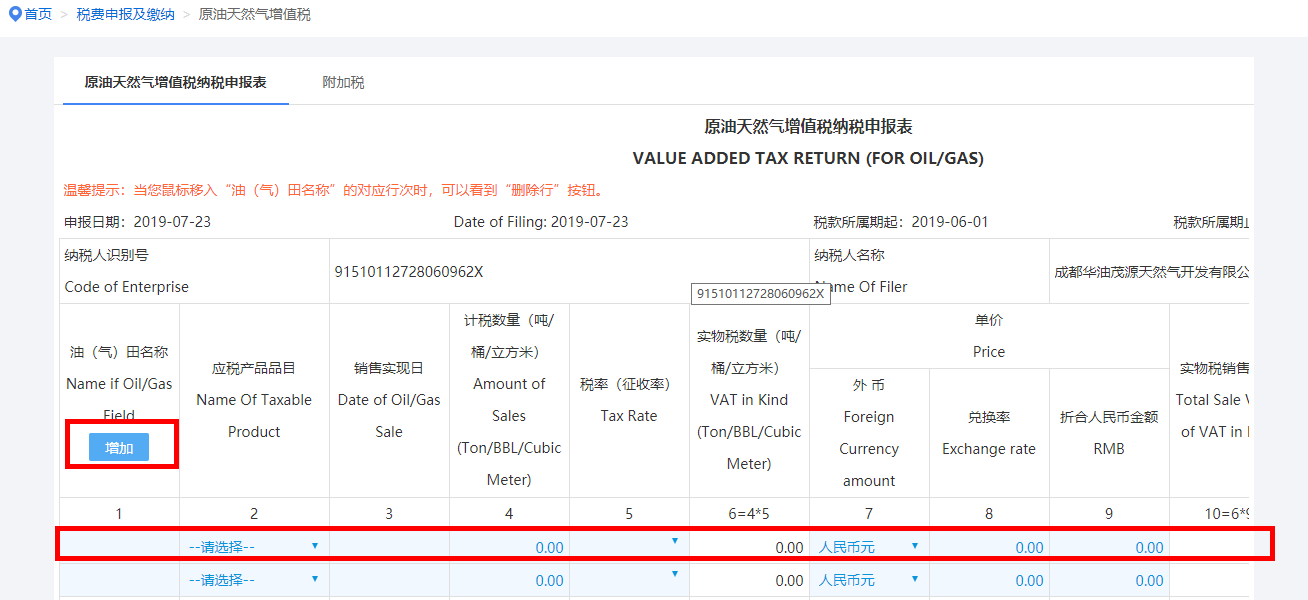 首页 > 税费申报及缴纳 > 原油天然气增值税
原油天然气增值税纳税申报表 附加税
原油天然气增值税纳税申报表
VALUE ADDED TAX RETURN (FOR OIL/GAS)
温馨提示：当您鼠标移入“油（气）田名称”的对应行次时，可以看到“删除行”按钮。
申报日期：2019-07-23 Date of Filing: 2019-07-23 税款所属期起：2019-06-01 税款所属期
纳税人识别号
Code of Enterprise
91510112728060962X
纳税人名称
ame Of Filer
成都华油茂源天然气开发有限公
91510112728060962X
油（气）田名称
Name if Oil/Gas
Field
增加
应税产品品目
Name Of Taxable
Product
销售实现日
Date of Oil/Gas
Sale
计税数量（吨/
桶/立方米）
Amount of
Sales
(Ton/BBL/Cubic
Meter)
税率（征收率）
Tax Rate
实物税数量（吨/
桶/立方米）
VAT in Kind
(Ton/BBL/Cubic
Meter)
单价
Price
外 币
Foreign
Currency
amount
兑换率
Exchange rate
折合人民币金额
RMB
实物税销售
Total Sale
of VAT in
1 2 3 4 5 6=4*5 7 8 9 10=6*9
--请选择-- 0.00 0.00 人民币元 0.00 0.00
--请选择-- 0.00 0.00 人民币元 0.00 0.00